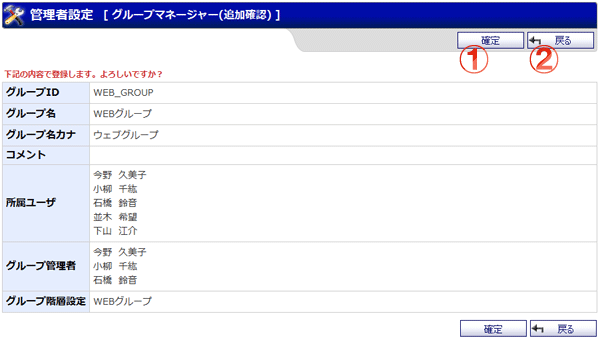 管理者設定 [ グループマネージャー(追加確認) ]
確定 戻る
① ②
下記の内容で登録します。よろしいですか？
グループID WEB_GROUP
グループ名 WEBグループ
グループ名カナ ウェブグループ
コメント
所属ユーザ
今野 久美子
小柳 千紘
石橋 鈴音
並木 希望
下山 江介
グループ管理者
今野 久美子
小柳 千紘
石橋 鈴音
グループ階層設定 WEBグループ
確定 戻る